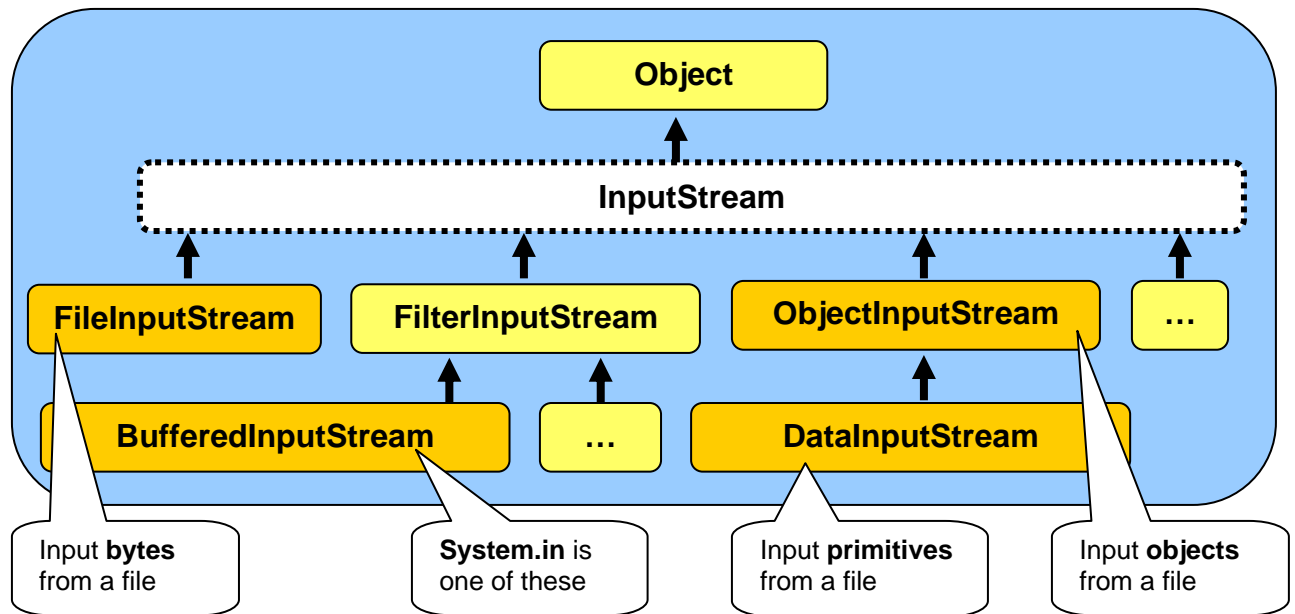 Object
InputStream
FileInputStream
FilterInputStream
ObjectInputStream
...
BufferedInputStream
...
DataInputStream
Input bytes
from a file
System.in is
one of these
Input primitives
from a file
Input objects
from a file